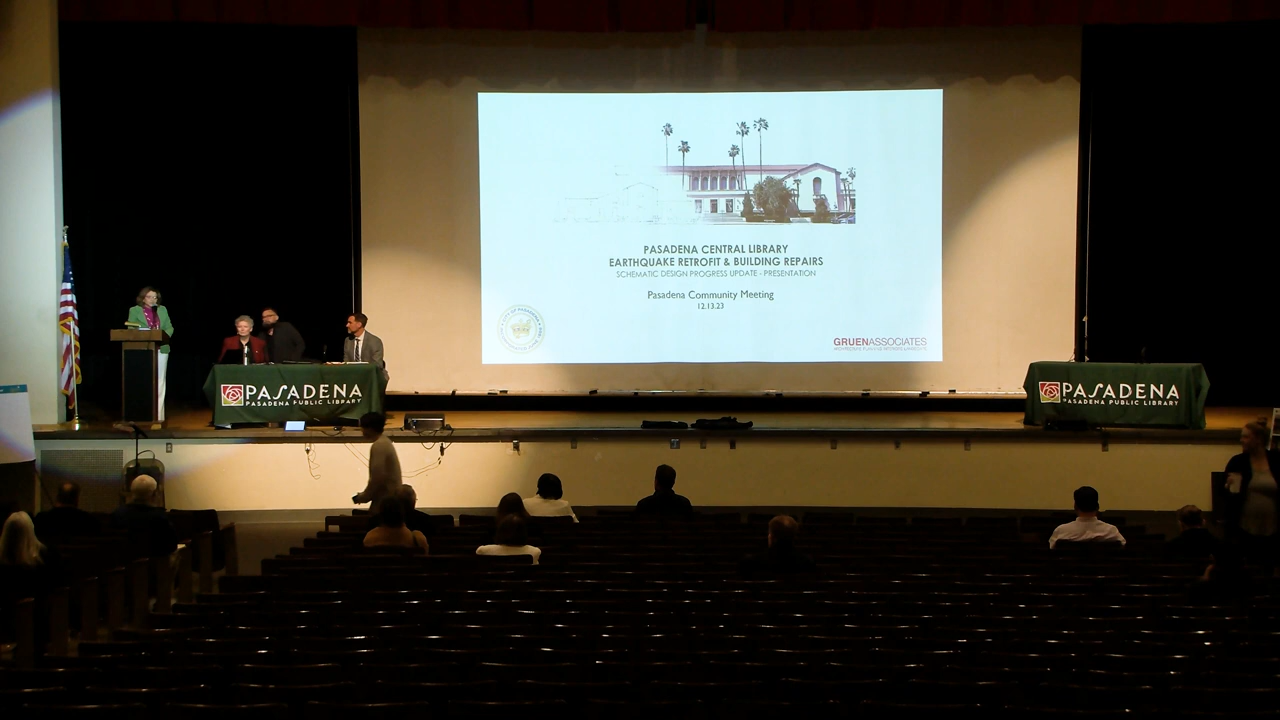 PASADENA CENTRAL LIBRARY
EARTHQUAKE RETROFIT & BUILDING REPAIRS
SCHEMATIC DESIGN PROGRESS UPDATE - PRESENTATION
Pasadena Community Meeting
12.13.23
GRUENASSOCIATES
PASADENA
PASADENA PUBLIC LIBRARY
PASADENA
PASADENA PUBLIC LIBRARY